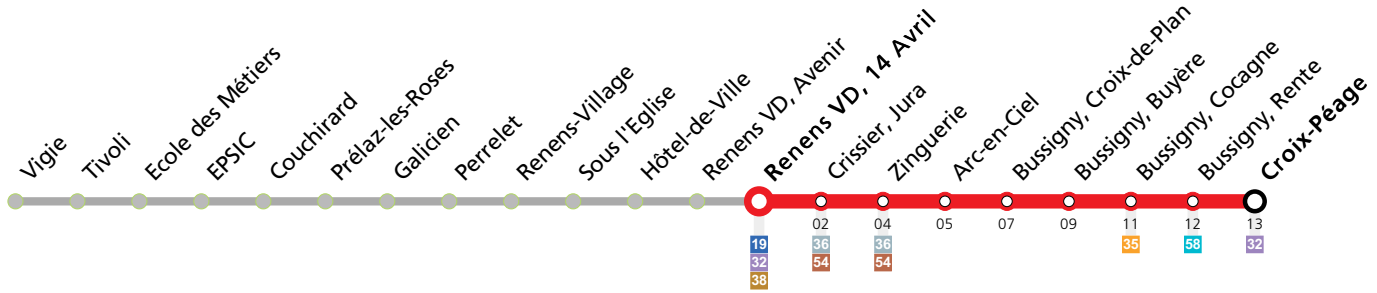 Vigie
Tivoli
Ecole des Métiers
EPSIC
Couchirard
Prélaz-les-Roses
Galicien
Perrelet
Renens-Village
Sous l'Eglise
Hôtel-de-Ville
Renens VD, Avenir
Renens VD, 14 Avril
Crissier, Jura
Zinguerie
Arc-en-Ciel
Bussigny, Croix-de-Plan
Bussigny, Buyère
Bussigny, Cocagne
Bussigny, Rente
Croix-Péage
02 04 05 07 09 11 12 13
19 36 36 35 58 32
32 54 54
38